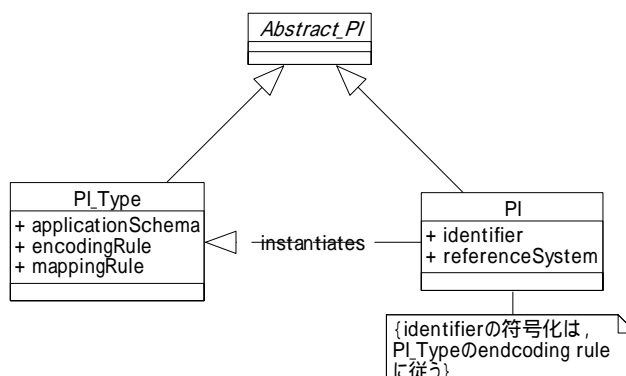 Abstract_PI
PI_Type
+ applicationSchema
+ encodingRule
+ mappingRule
instantiates
PI
+ identifier
+ referenceSystem
{identifierの符号化は,
PI_Typeのendcoding rule
に従う}